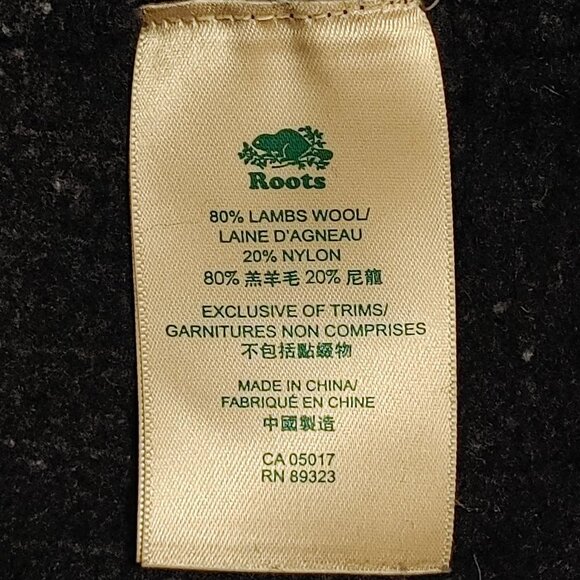 Roots
80% LAMBS WOOL/
LAINE D'AGNEAU
20% NYLON
80% 羔羊毛 20% 尼龍
EXCLUSIVE OF TRIMS/
GARNITURES NON COMPRISES
不包括點綴物
MADE IN CHINA/
FABRIQUÉ EN CHINE
中國製造
CA 05017
RN 89323